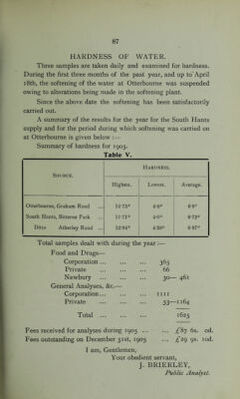 87
HARDNESS OF WATER.
Three samples are taken daily and examined for hardness.
During the first three months of the past year, and up to April
18th, the softening of the water at Otterbourne was suspended
owing to alterations being made in the softening plant.
Since the above date the softening has been satisfactorily
carried out.
A summary of the results for the year for the South Hants
supply and for the period during which softening was carried on
at Otterbourne is given below :—
Summary of hardness for 1905.
Table V.
SOURCE. HARDNESS.
Highest. Lowest. Average.
Otterbourne, Graham Road ...
South Hants, Bitterne Park ...
Ditto Atherley Road ...
Total samples dealt with during the year :—
Food and Drugs—
Corporation ... ... ... 365
Private ... ... ... 66
Newbury ... ... ... 30— 461
General Analyses, &c.—
Corporation ... ... ... 1111
Private ... ... ... 53—1164
Total ... ... ... 1625
Fees received for analyses during 1905 ... ... £87 6s. 0d.
Fees outstanding on December 31st, 1905 ... £29 9s. 10d.
I am, Gentlemen,
Your obedient servant,
J. BRIERLEY,
Public Analyst.